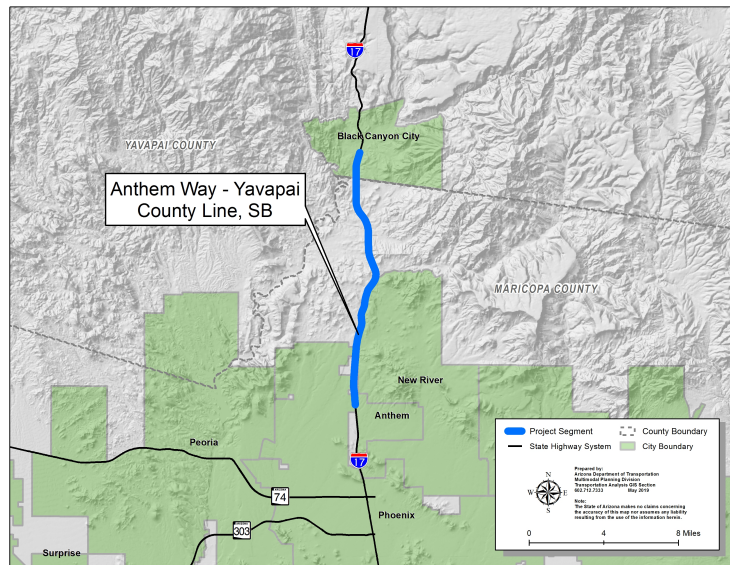 17
Black Canyon City
YAVAPAI COUNTY
Anthem Way - Yavapai
County Line, SB
MARICOPA COUNTY
New River
Anthem
Peoria
17
74
Phoenix
303
Surprise
Project Segment
County Boundary
State Highway System
City Boundary
N
W E
S
Prepared by:
Arizona Department of Transportation
Multimodal Planning Division
Transportation Analysis GIS Section
602.712.7333 May 2019
Note:
The State of Arizona makes no claims concerning
the accuracy of this map nor assumes any liability
resulting from the use of the information herein.
0 4 8 Miles